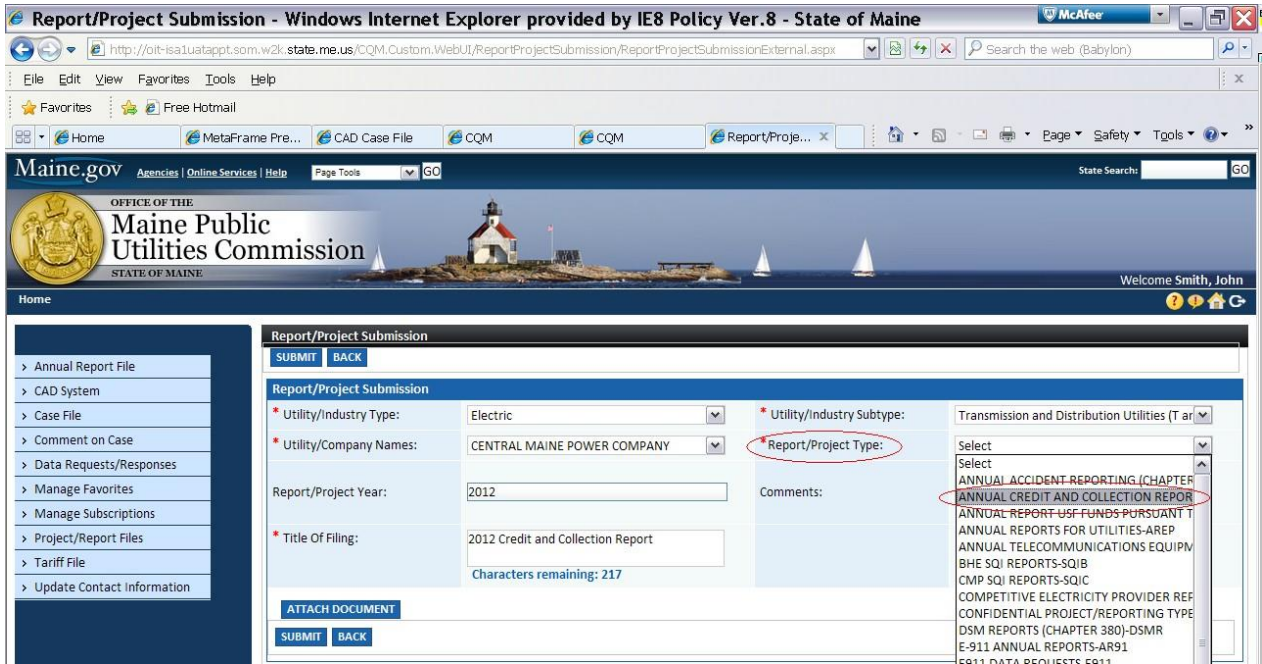 Report/Project Submission - Windows Internet Explorer provided by IE8 Policy Ver.8 - State of Maine
McAfee
http://oit-isa1uatappt.som.w2k.state.me.us/CQM.Custom.WebUI/ReportProjectSubmission/ReportProjectSubmissionExternal.aspx
Search the web (Babylon)
File Edit View Favorites Tools Help
Favorites Free Hotmail
Home MetaFrame Pre... CAD Case File CQM CQM Report/Proje... Page Safety Tools
Maine.gov Agencies | Online Services | Help Page Tools GO State Search: GO
OFFICE OF THE
Maine Public
Utilities Commission
STATE OF MAINE
Welcome Smith, John
Home
Report/Project Submission
SUBMIT BACK
> Annual Report File
> CAD System
> Case File
> Comment on Case
> Data Requests/Responses
> Manage Favorites
> Manage Subscriptions
> Project/Report Files
> Tariff File
> Update Contact Information
Report/Project Submission
* Utility/Industry Type: Electric * Utility/Industry Subtype: Transmission and Distribution Utilities (T ar
* Utility/Company Names: CENTRAL MAINE POWER COMPANY *Report/Project Type: Select
Report/Project Year: 2012 Comments:
* Title Of Filing: 2012 Credit and Collection Report
Characters remaining: 217
Select
ANNUAL ACCIDENT REPORTING (CHAPTER
ANNUAL CREDIT AND COLLECTION REPOR
ANNUAL REPORT USF FUNDS PURSUANT T
ANNUAL REPORTS FOR UTILITIES-AREP
ANNUAL TELECOMMUNICATIONS EQUIPM
BHE SQI REPORTS-SQIB
CMP SQI REPORTS-SQIC
COMPETITIVE ELECTRICITY PROVIDER REF
CONFIDENTIAL PROJECT/REPORTING TYPE
DSM REPORTS (CHAPTER 380)-DSMR
E-911 ANNUAL REPORTS-AR91
E911 DATA REQUESTS-E911
ATTACH DOCUMENT
SUBMIT BACK